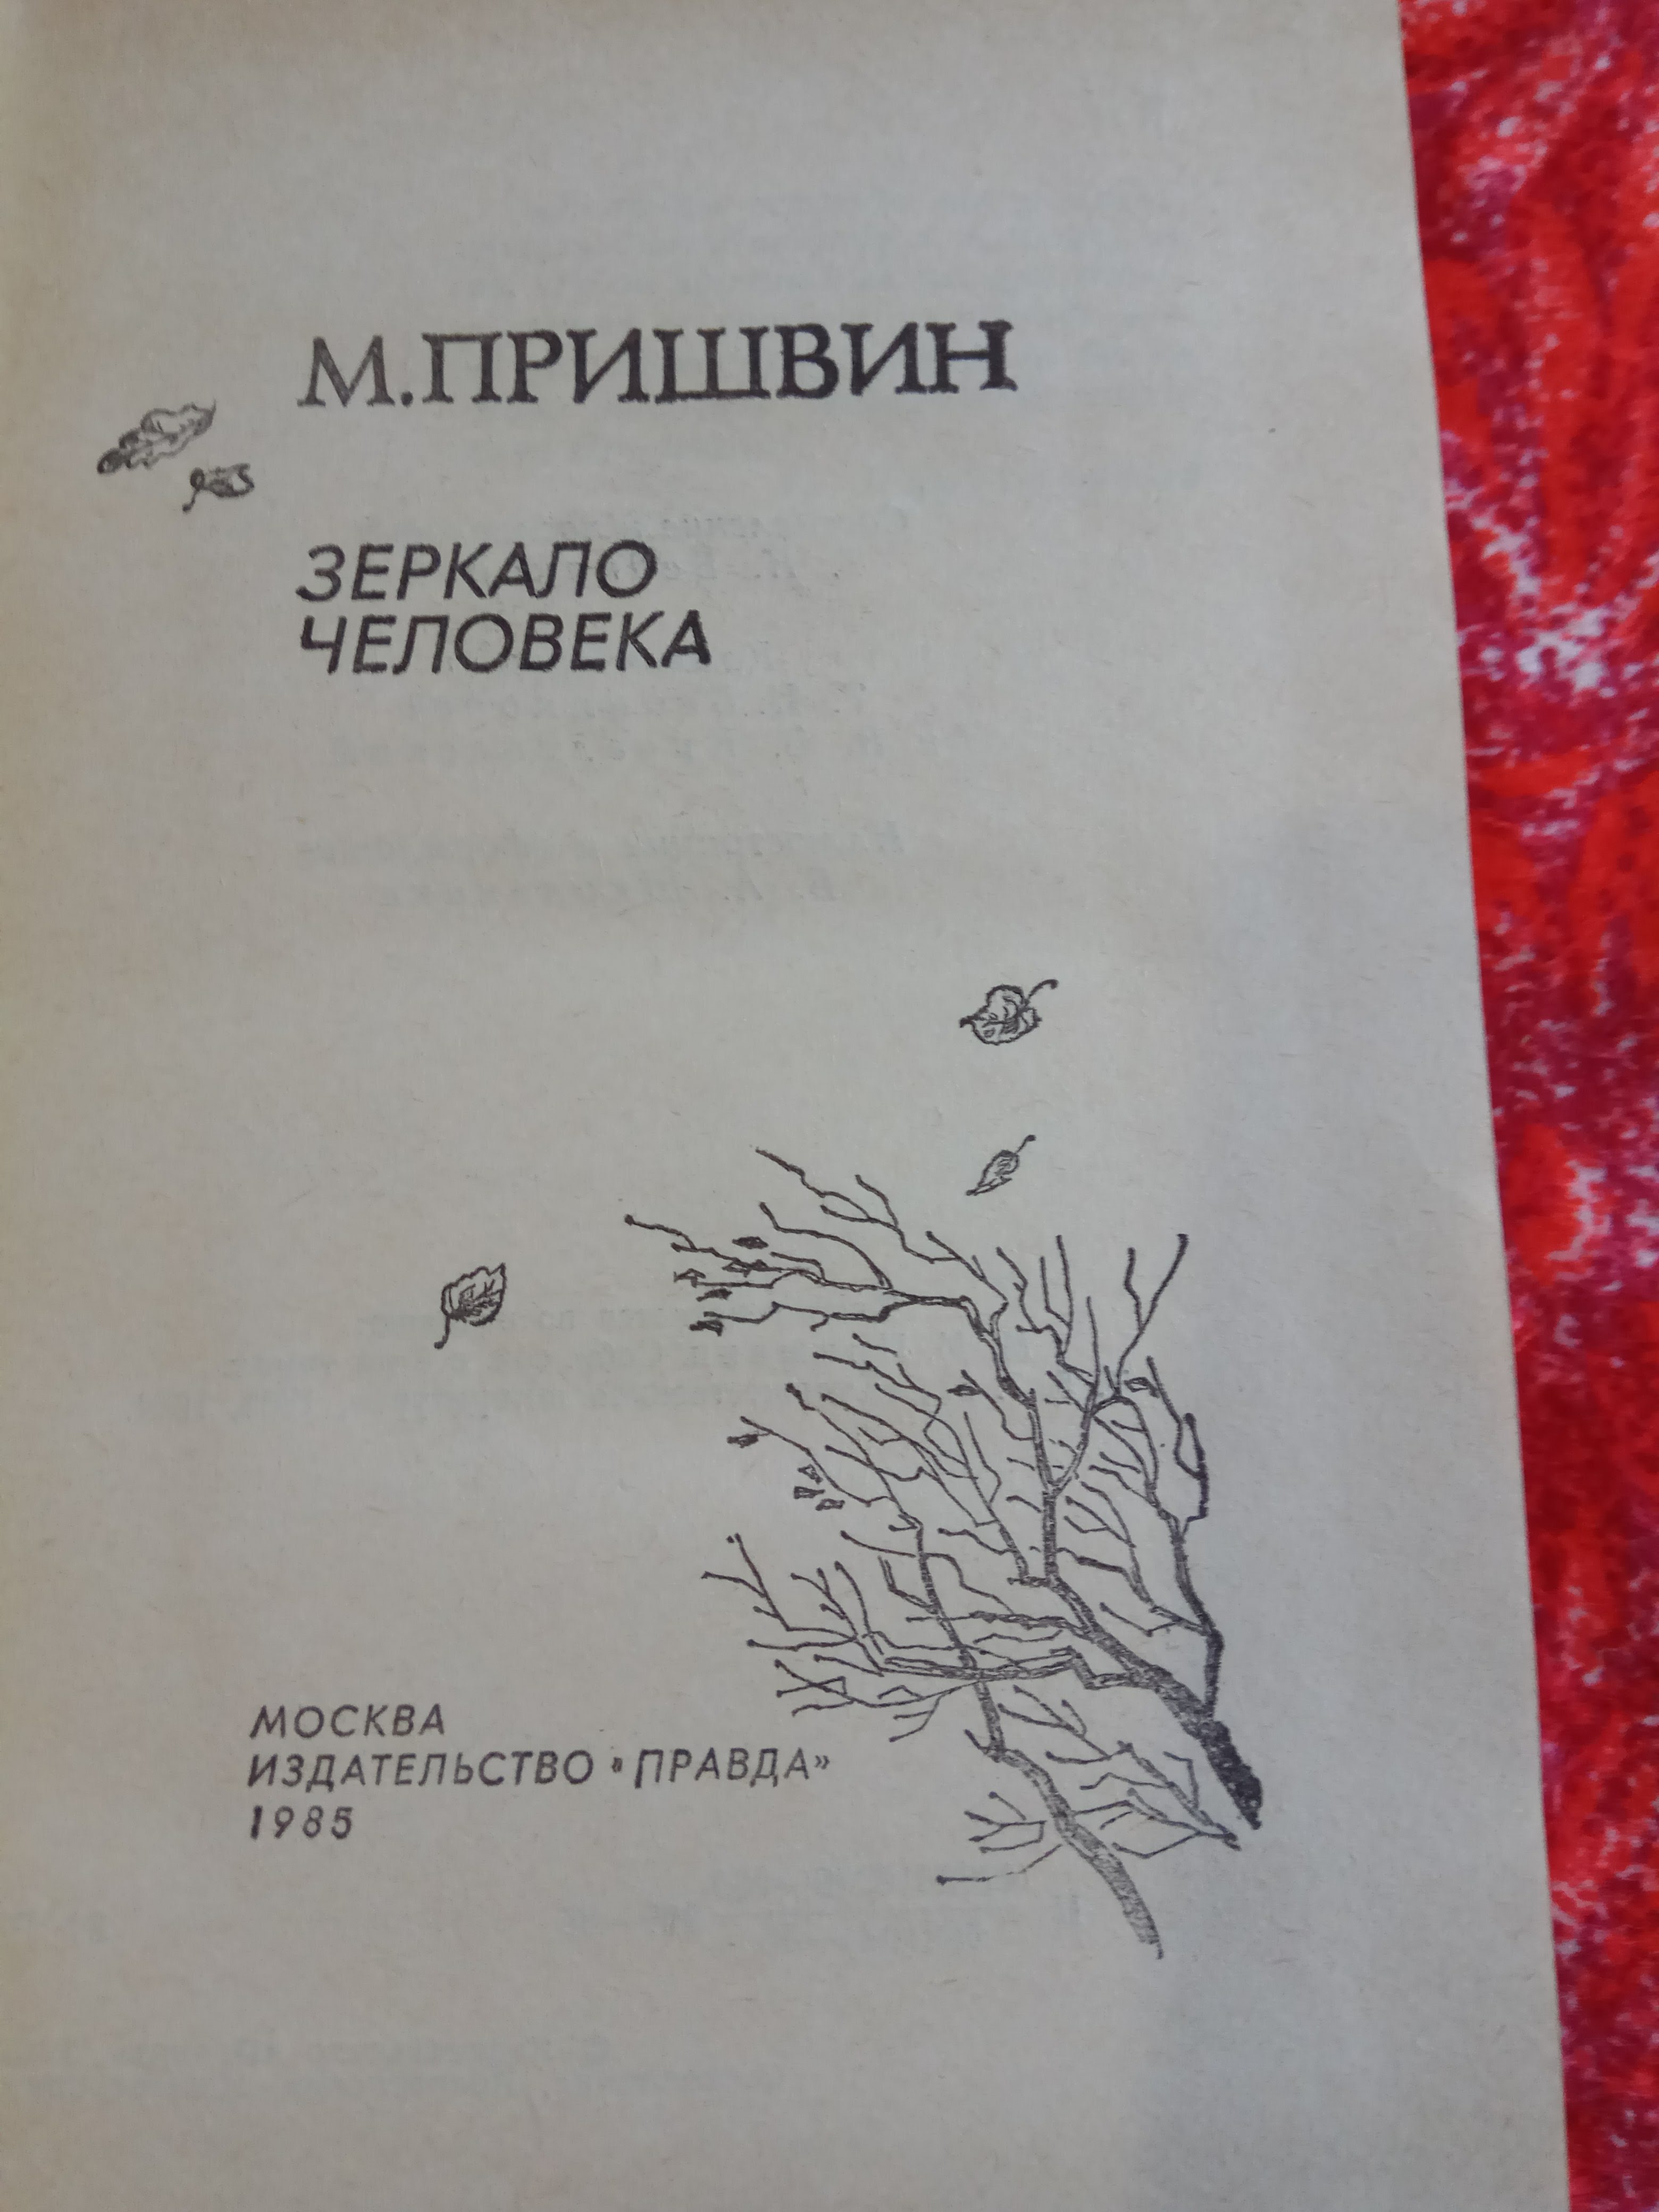 М.ПРИШВИН
ЗЕРКАЛО
ЧЕЛОВЕКА
МОСКВА
ИЗДАТЕЛЬСТВО «ПРАВДА»
1985